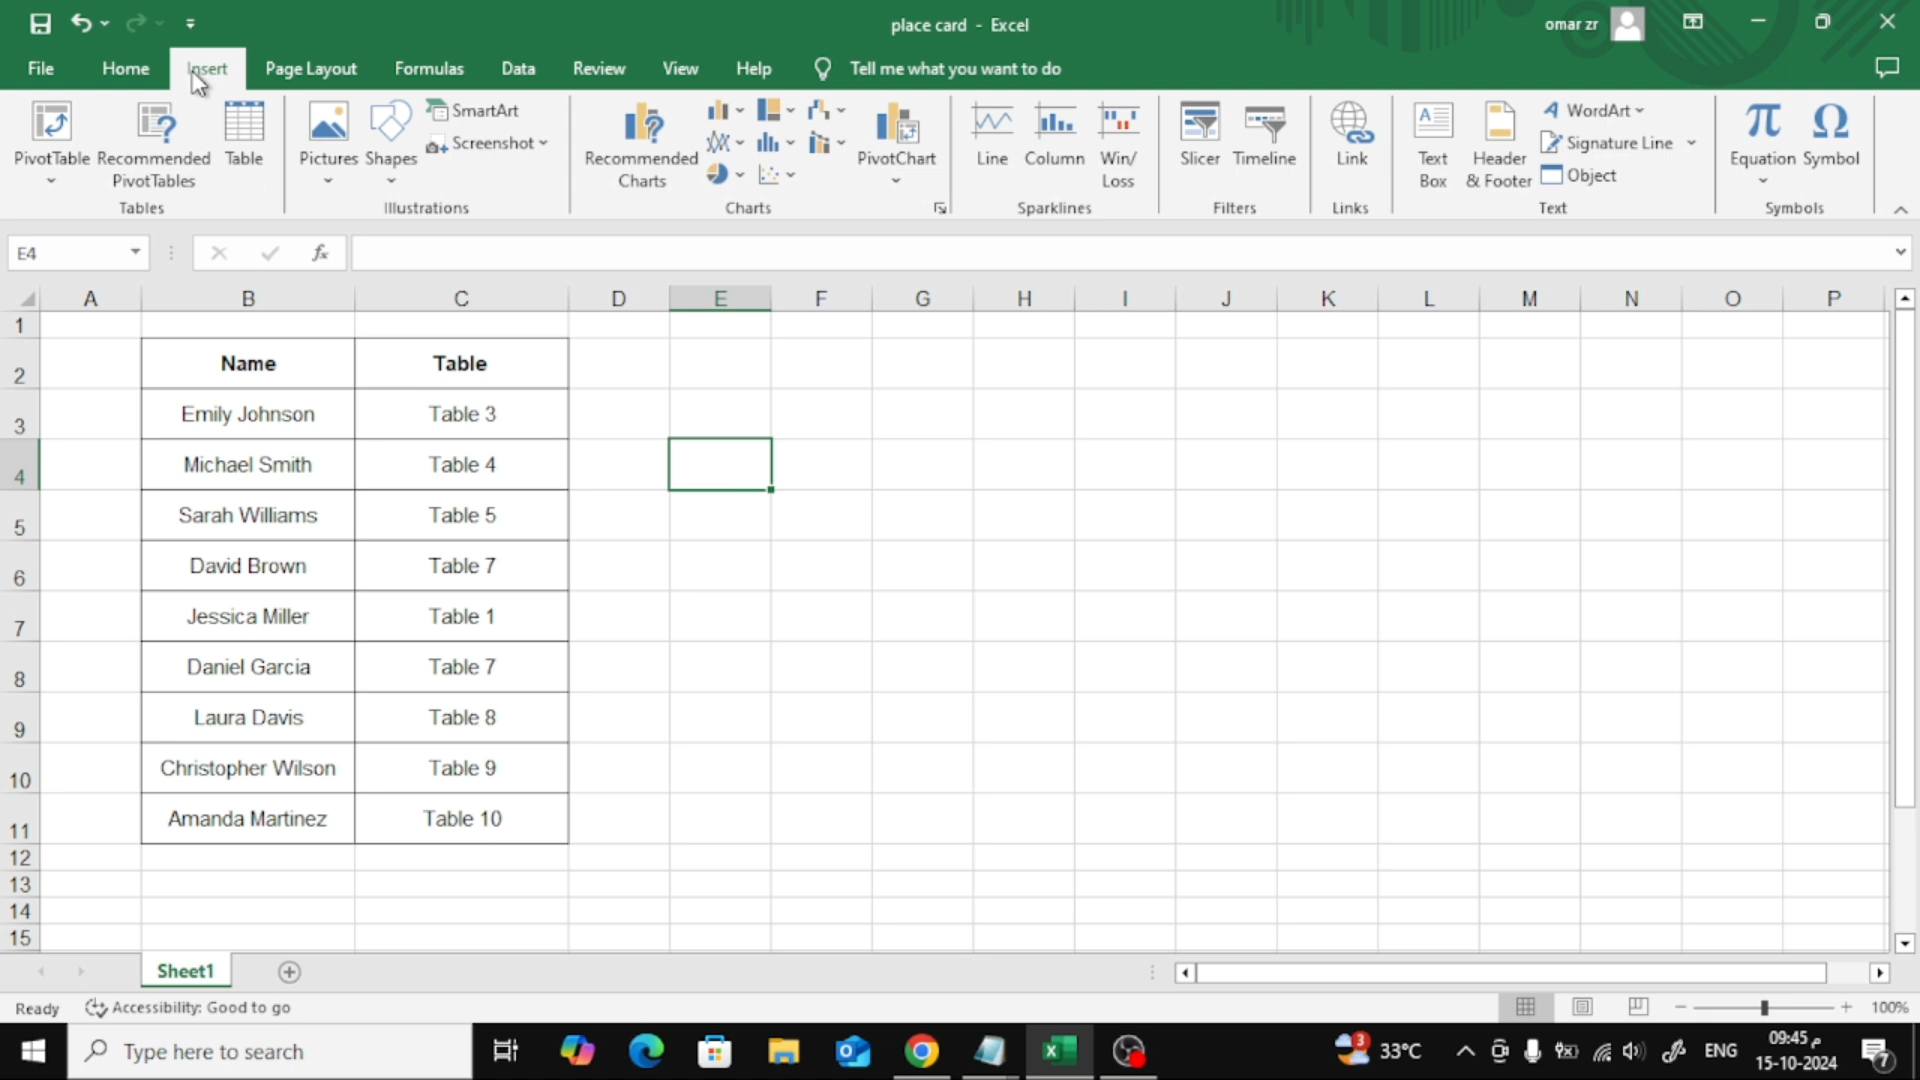 place card - Excel
omar zr
File Home Insert Page Layout Formulas Data Review View Help Tell me what you want to do
PivotTable
Recommended
PivotTables
Table
Tables
Pictures
Shapes
SmartArt
Screenshot
Illustrations
Recommended
Charts
PivotChart
Charts
Line
Column
Win/
Loss
Sparklines
Slicer
Timeline
Filters
Link
Links
Text
Box
Header
& Footer
WordArt
Signature Line
Object
Text
Equation
Symbol
Symbols
E4
fx
A B C D E F G H I J K L M N O P
1
2 Name Table
3 Emily Johnson Table 3
4 Michael Smith Table 4
5 Sarah Williams Table 5
6 David Brown Table 7
7 Jessica Miller Table 1
8 Daniel Garcia Table 7
9 Laura Davis Table 8
10 Christopher Wilson Table 9
11 Amanda Martinez Table 10
12
13
14
15
Sheet1
Ready Accessibility: Good to go
100%
Type here to search
3
33°C
ENG
09:45 م
15-10-2024
7